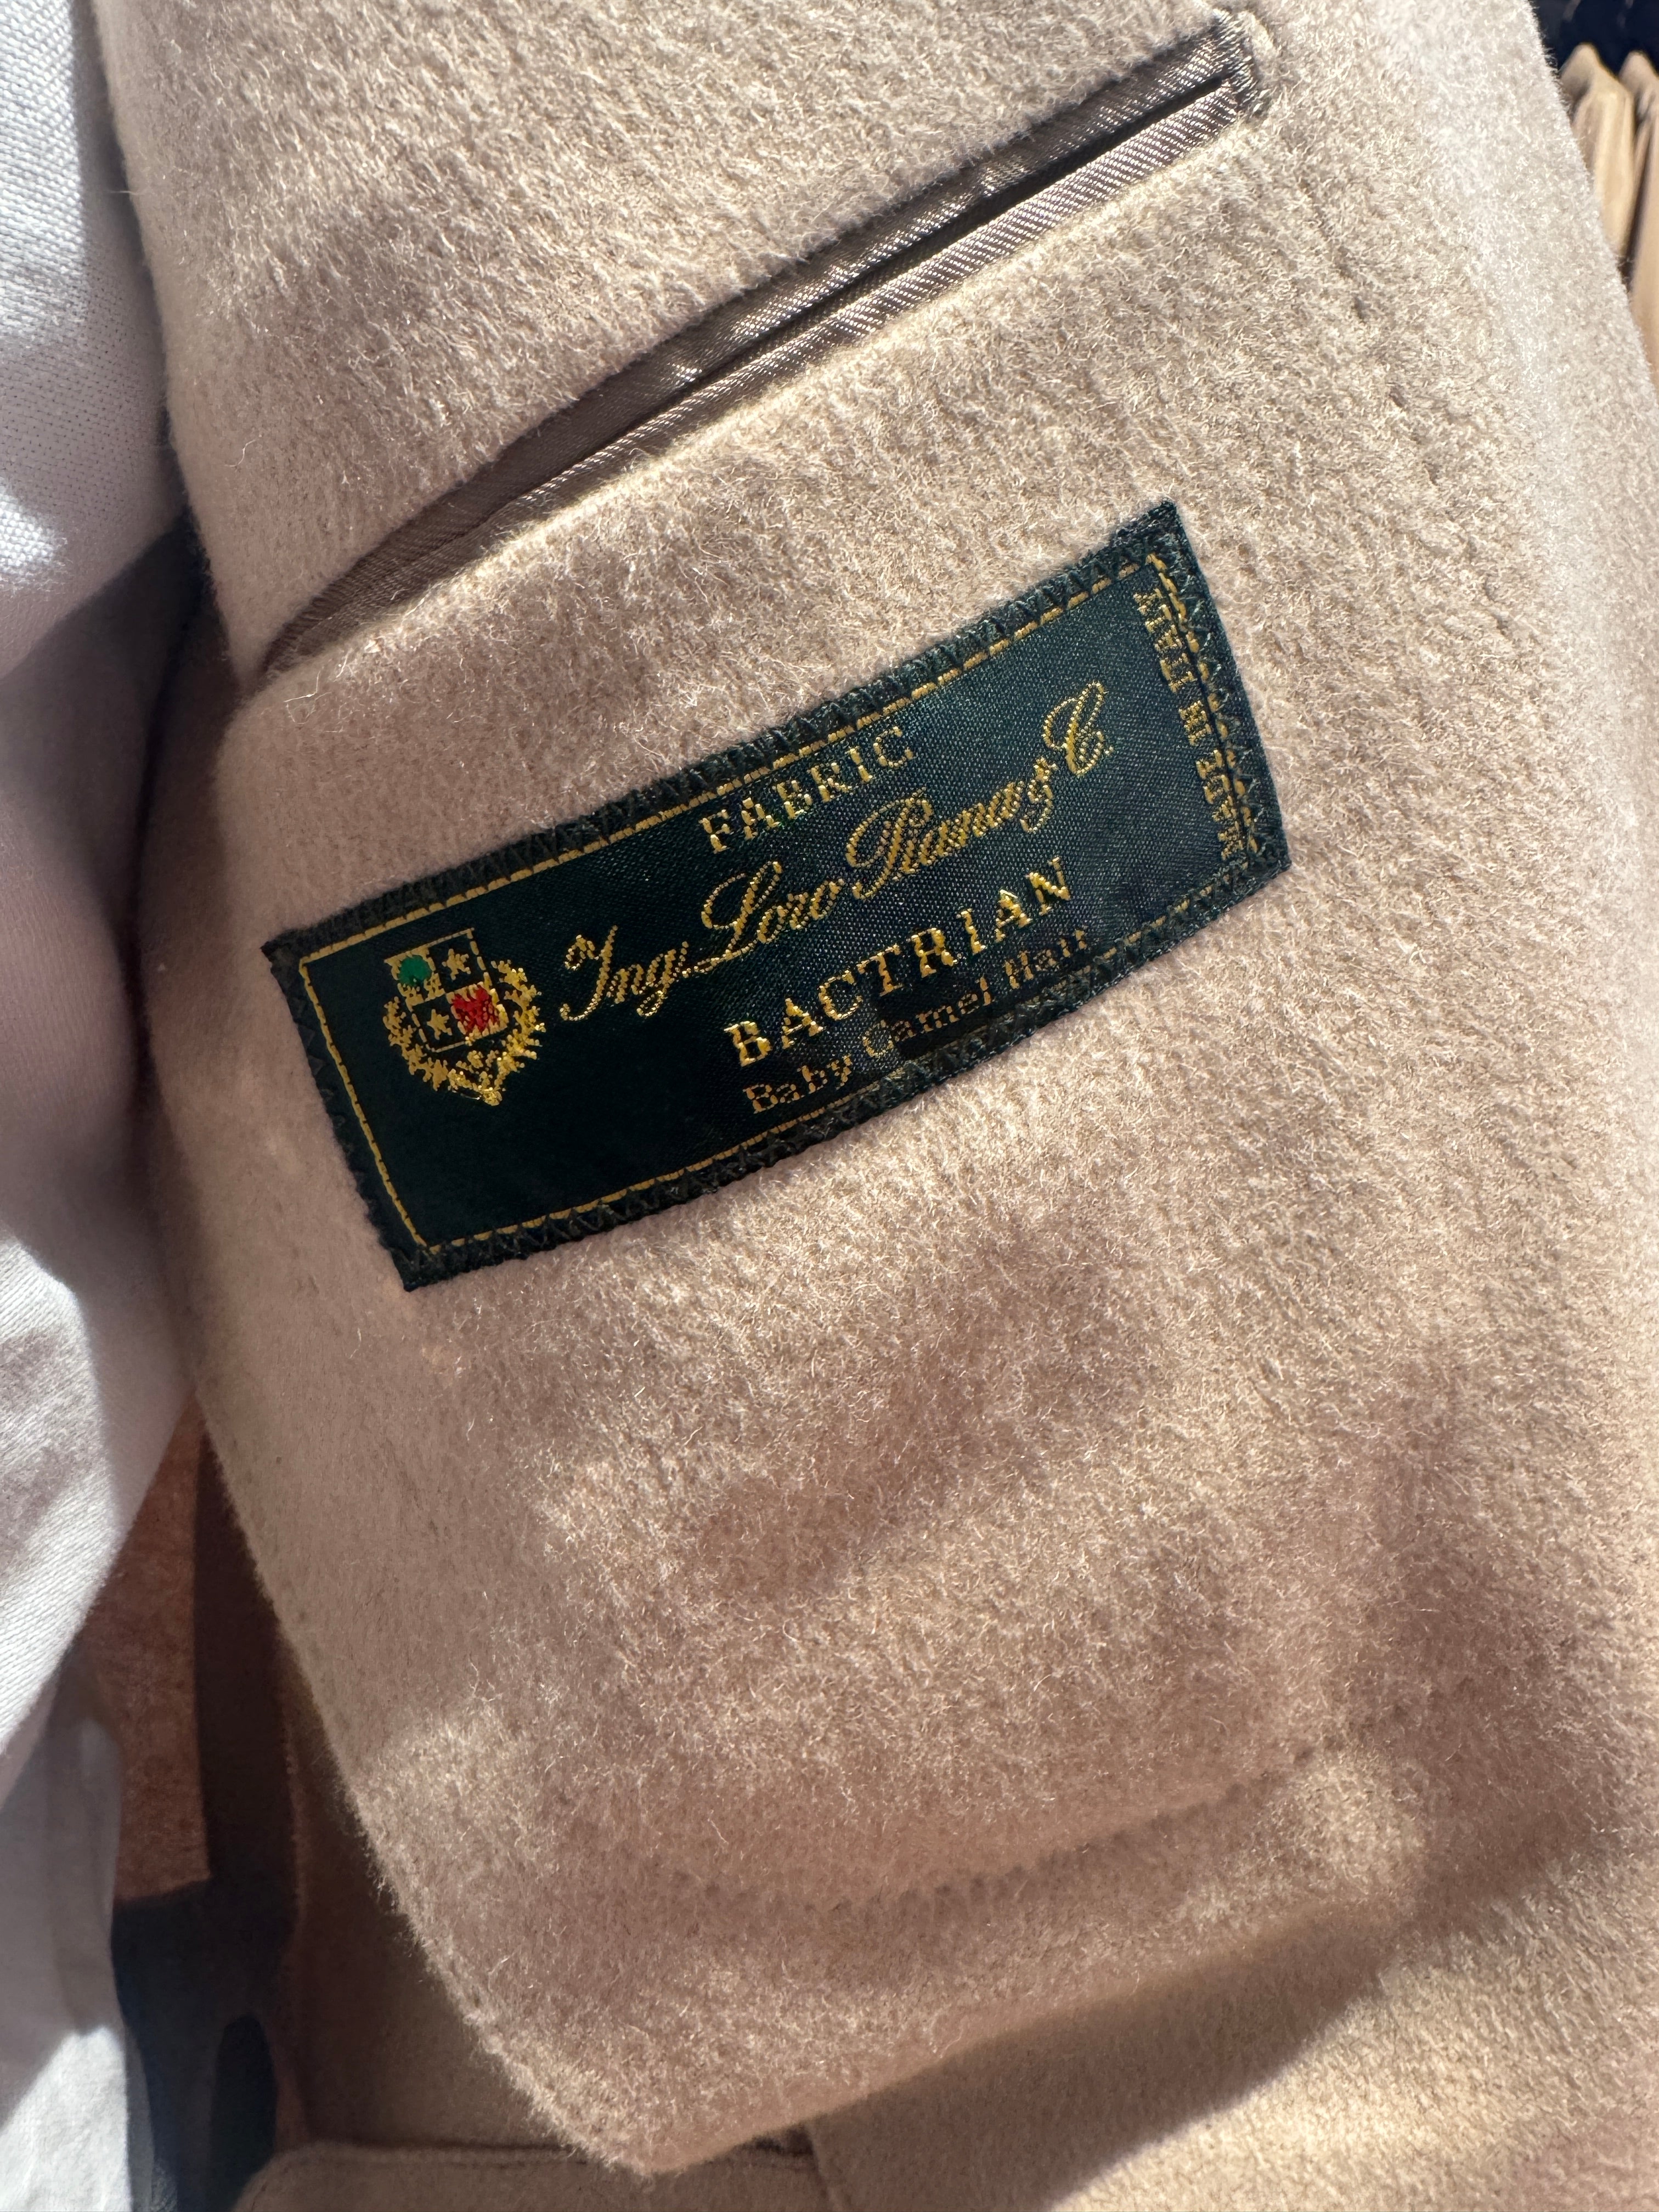 FABRIC
Ing. Loro Piana & C.
BACTRIAN
Baby Camel Hair
MADE IN ITALY